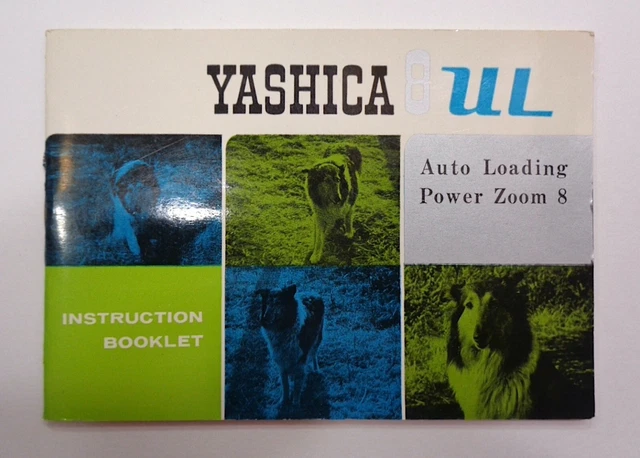 YASHICA 8 UL
Auto Loading
Power Zoom 8
INSTRUCTION
BOOKLET